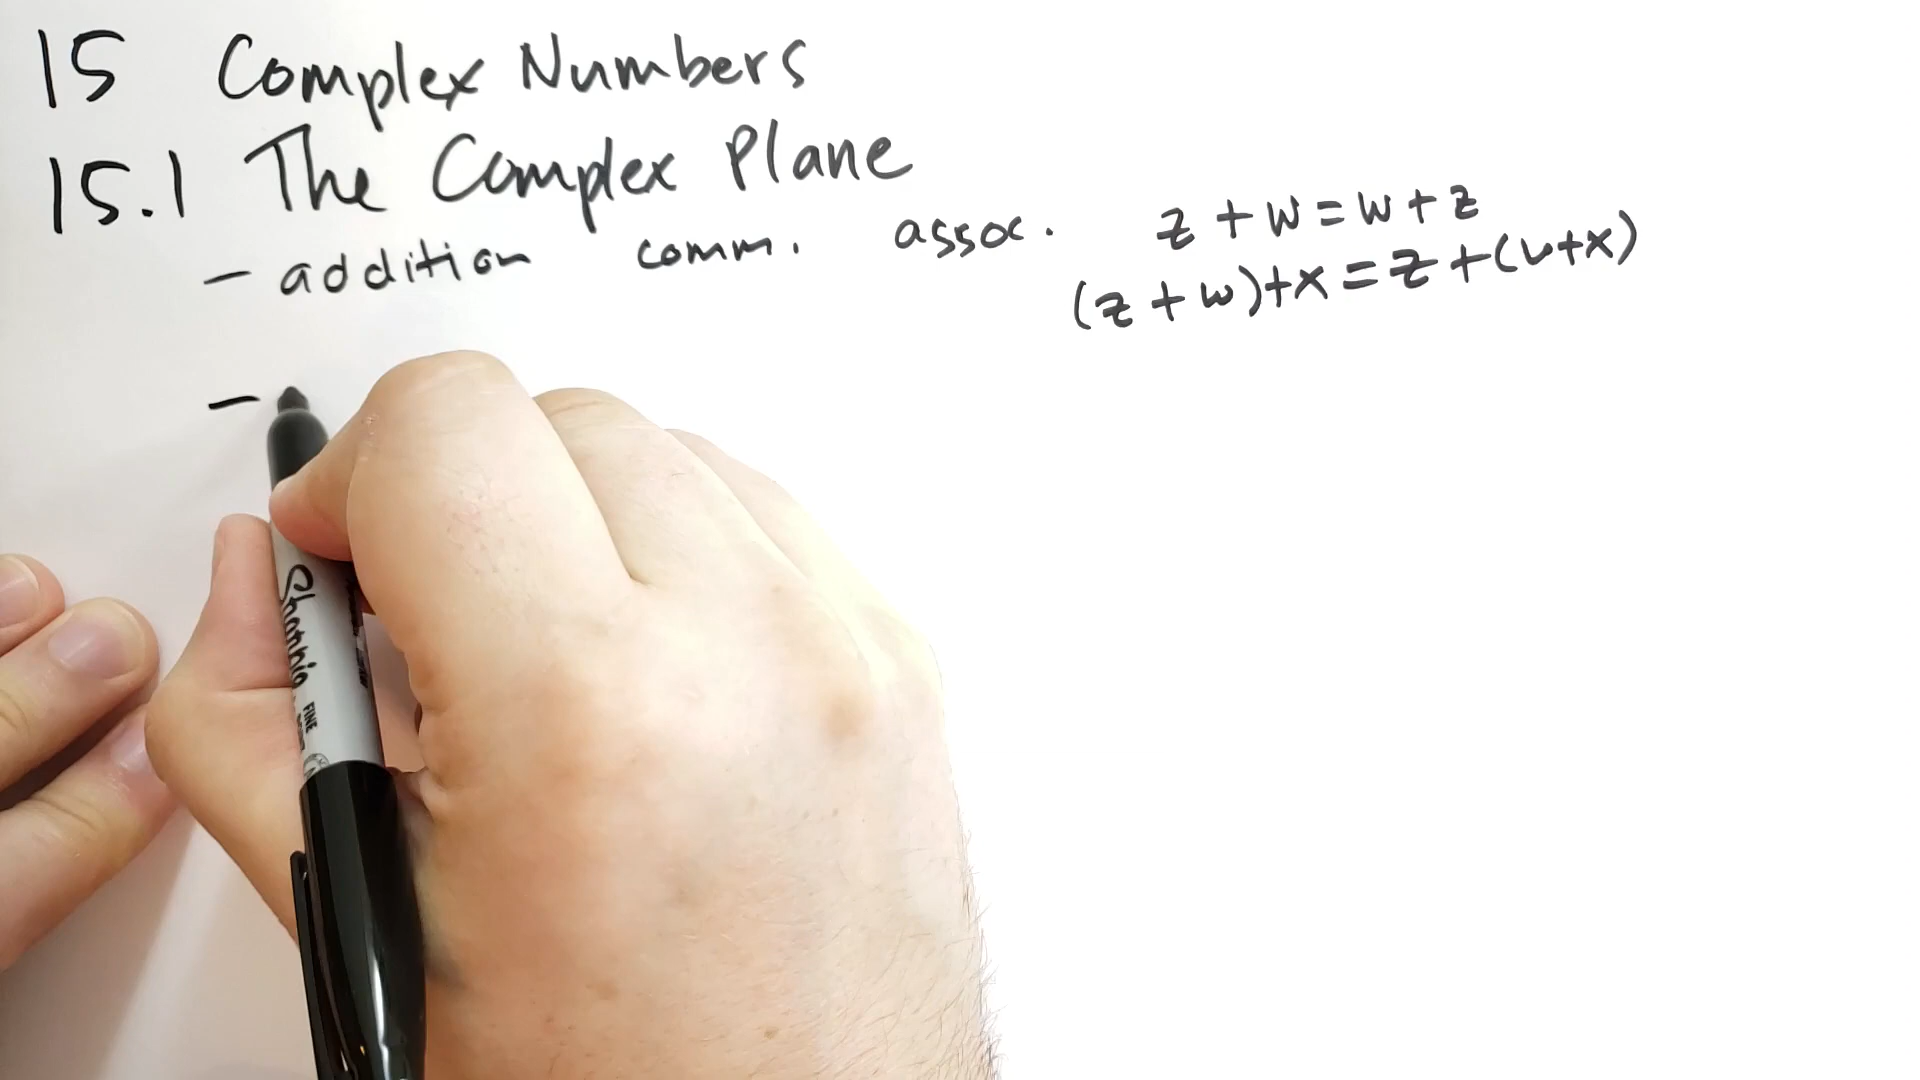 15 Complex Numbers
15.1 The Complex Plane
- addition comm. assoc. z + w = w + z
(z + w) + x = z + (w + x)
-
Sharpie
FINE